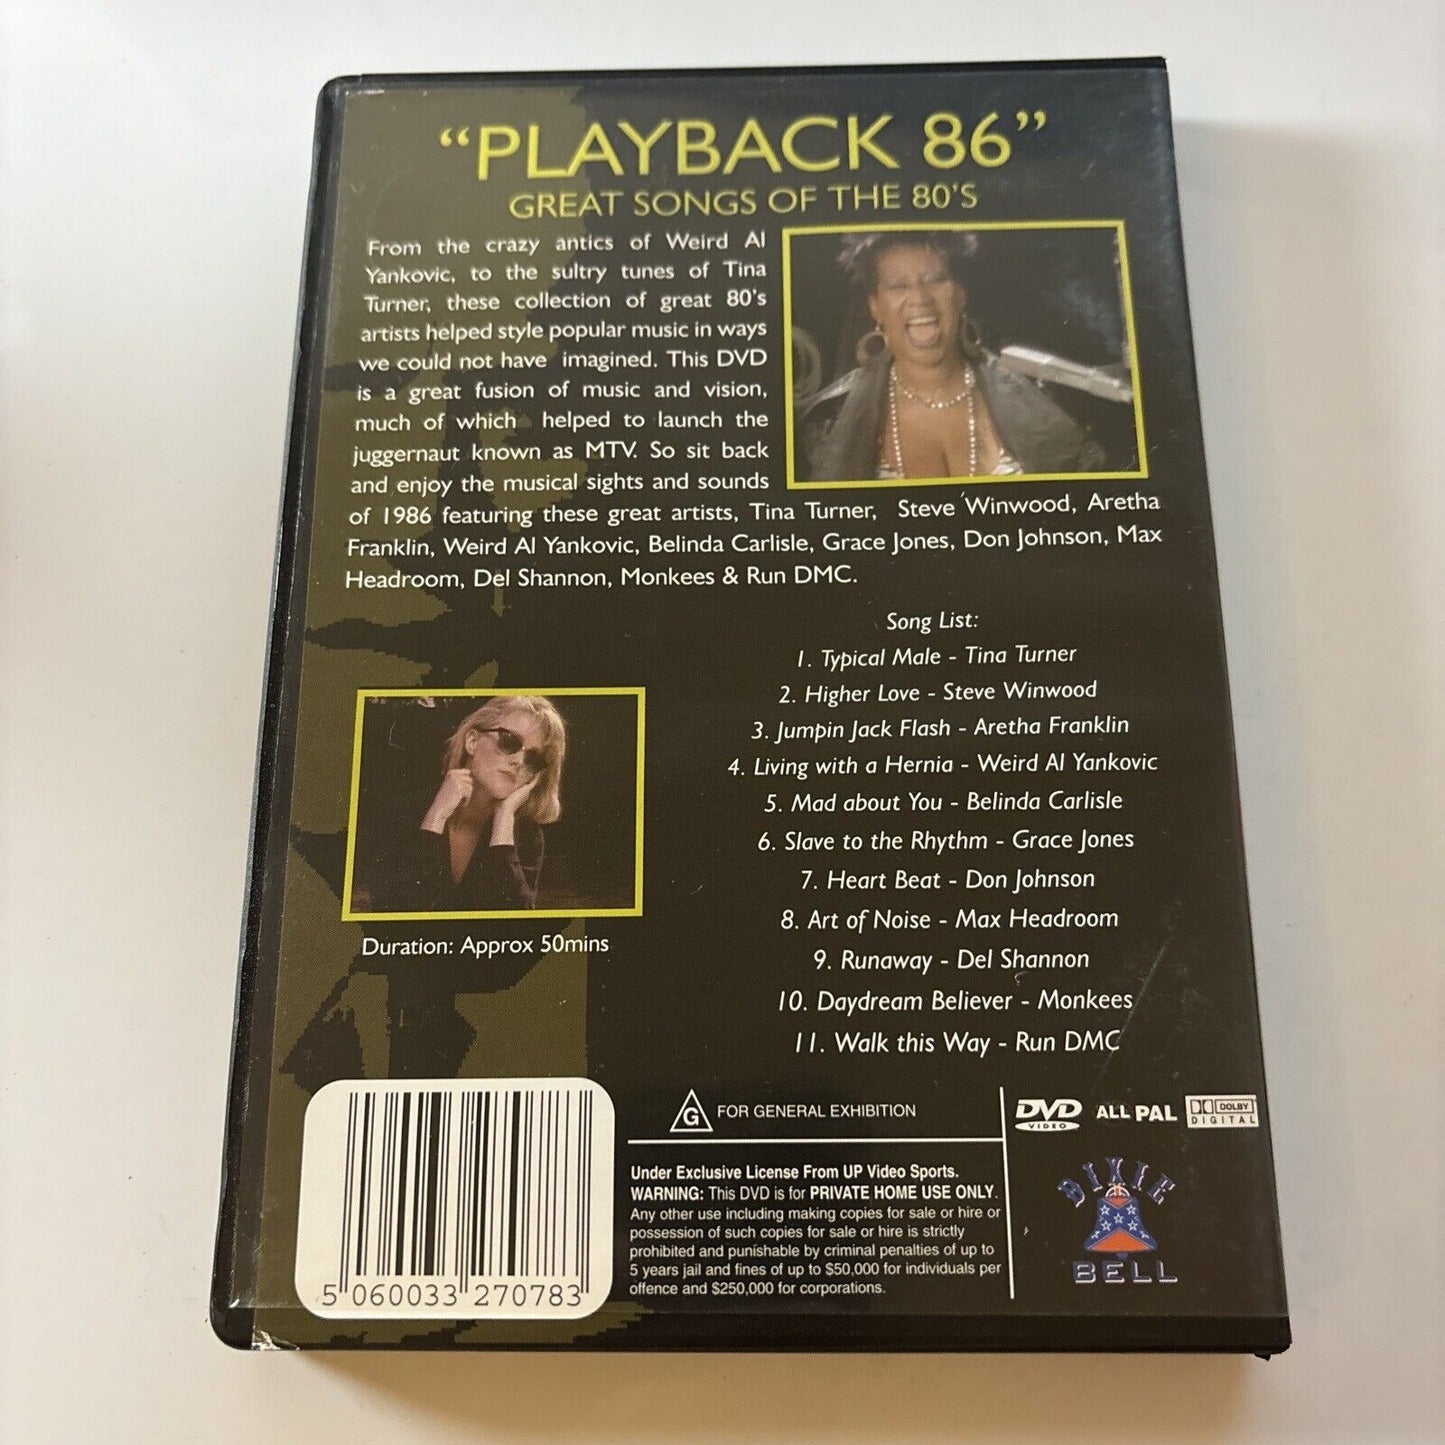 “PLAYBACK 86”
GREAT SONGS OF THE 80'S
From the crazy antics of Weird Al
Yankovic, to the sultry tunes of Tina
Turner, these collection of great 80's
artists helped style popular music in ways
we could not have imagined. This DVD
is a great fusion of music and vision,
much of which helped to launch the
juggernaut known as MTV. So sit back
and enjoy the musical sights and sounds
of 1986 featuring these great artists, Tina Turner, Steve Winwood, Aretha
Franklin, Weird Al Yankovic, Belinda Carlisle, Grace Jones, Don Johnson, Max
Headroom, Del Shannon, Monkees & Run DMC.
Song List:
1. Typical Male - Tina Turner
2. Higher Love - Steve Winwood
3. Jumpin Jack Flash - Aretha Franklin
4. Living with a Hernia - Weird Al Yankovic
5. Mad about You - Belinda Carlisle
6. Slave to the Rhythm - Grace Jones
7. Heart Beat - Don Johnson
8. Art of Noise - Max Headroom
9. Runaway - Del Shannon
10. Daydream Believer - Monkees
11. Walk this Way - Run DMC
Duration: Approx 50mins
5 060033 270783
G FOR GENERAL EXHIBITION
Under Exclusive License From UP Video Sports.
WARNING: This DVD is for PRIVATE HOME USE ONLY.
Any other use including making copies for sale or hire or
possession of such copies for sale or hire is strictly
prohibited and punishable by criminal penalties of up to
5 years jail and fines of up to $50,000 for individuals per
offence and $250,000 for corporations.
DVD VIDEO
ALL PAL
DOLBY
DIGITAL
DIXIE
BELL